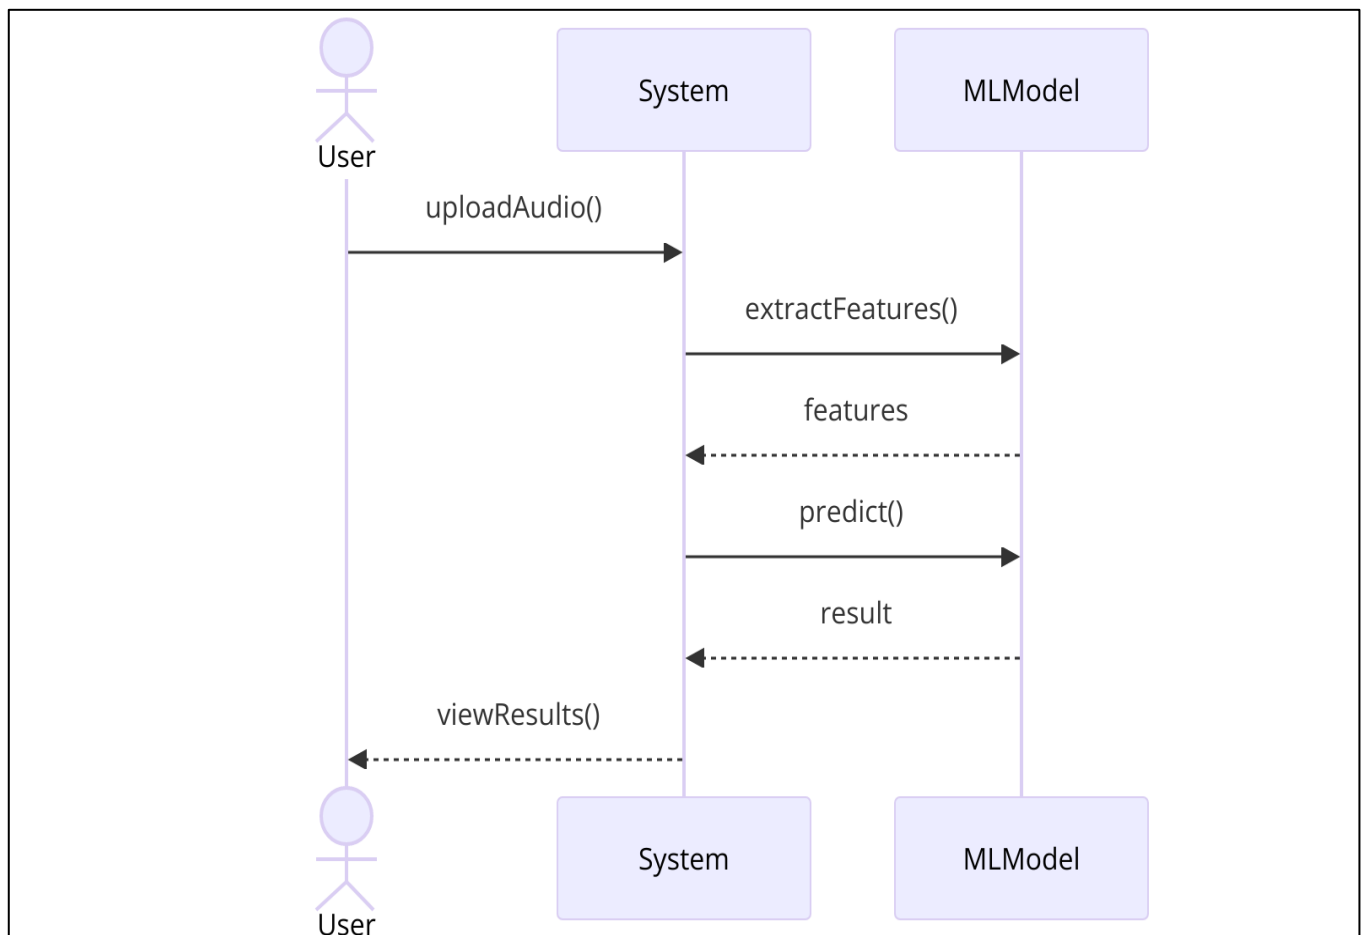 System
MLModel
User
uploadAudio()
extractFeatures()
features
predict()
result
viewResults()
System
MLModel
User